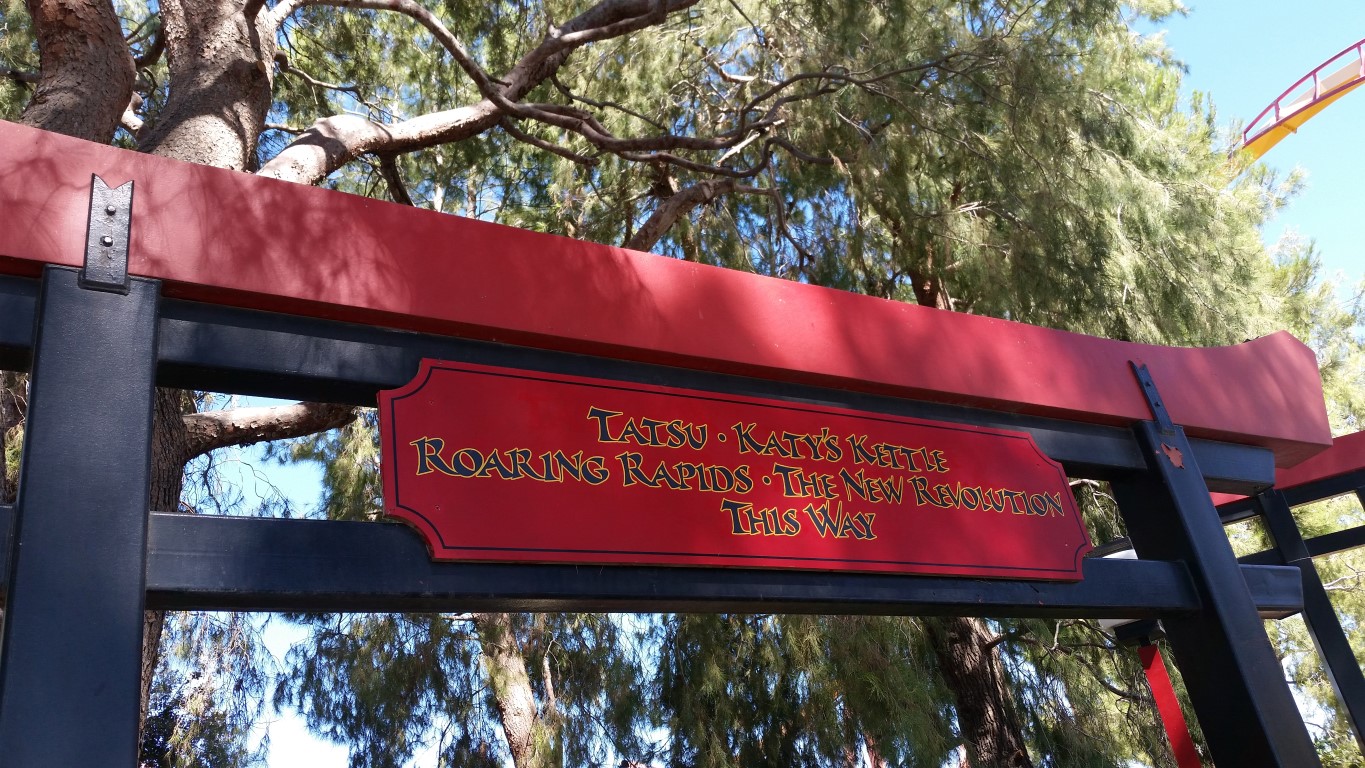 TATSU · KATY'S KETTLE
ROARING RAPIDS · THE NEW REVOLUTION
THIS WAY